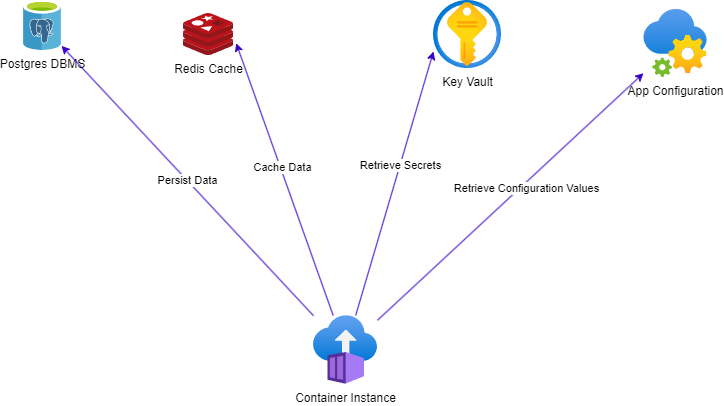 Postgres DBMS
Redis Cache
Key Vault
App Configuration
Persist Data
Cache Data
Retrieve Secrets
Retrieve Configuration Values
Container Instance